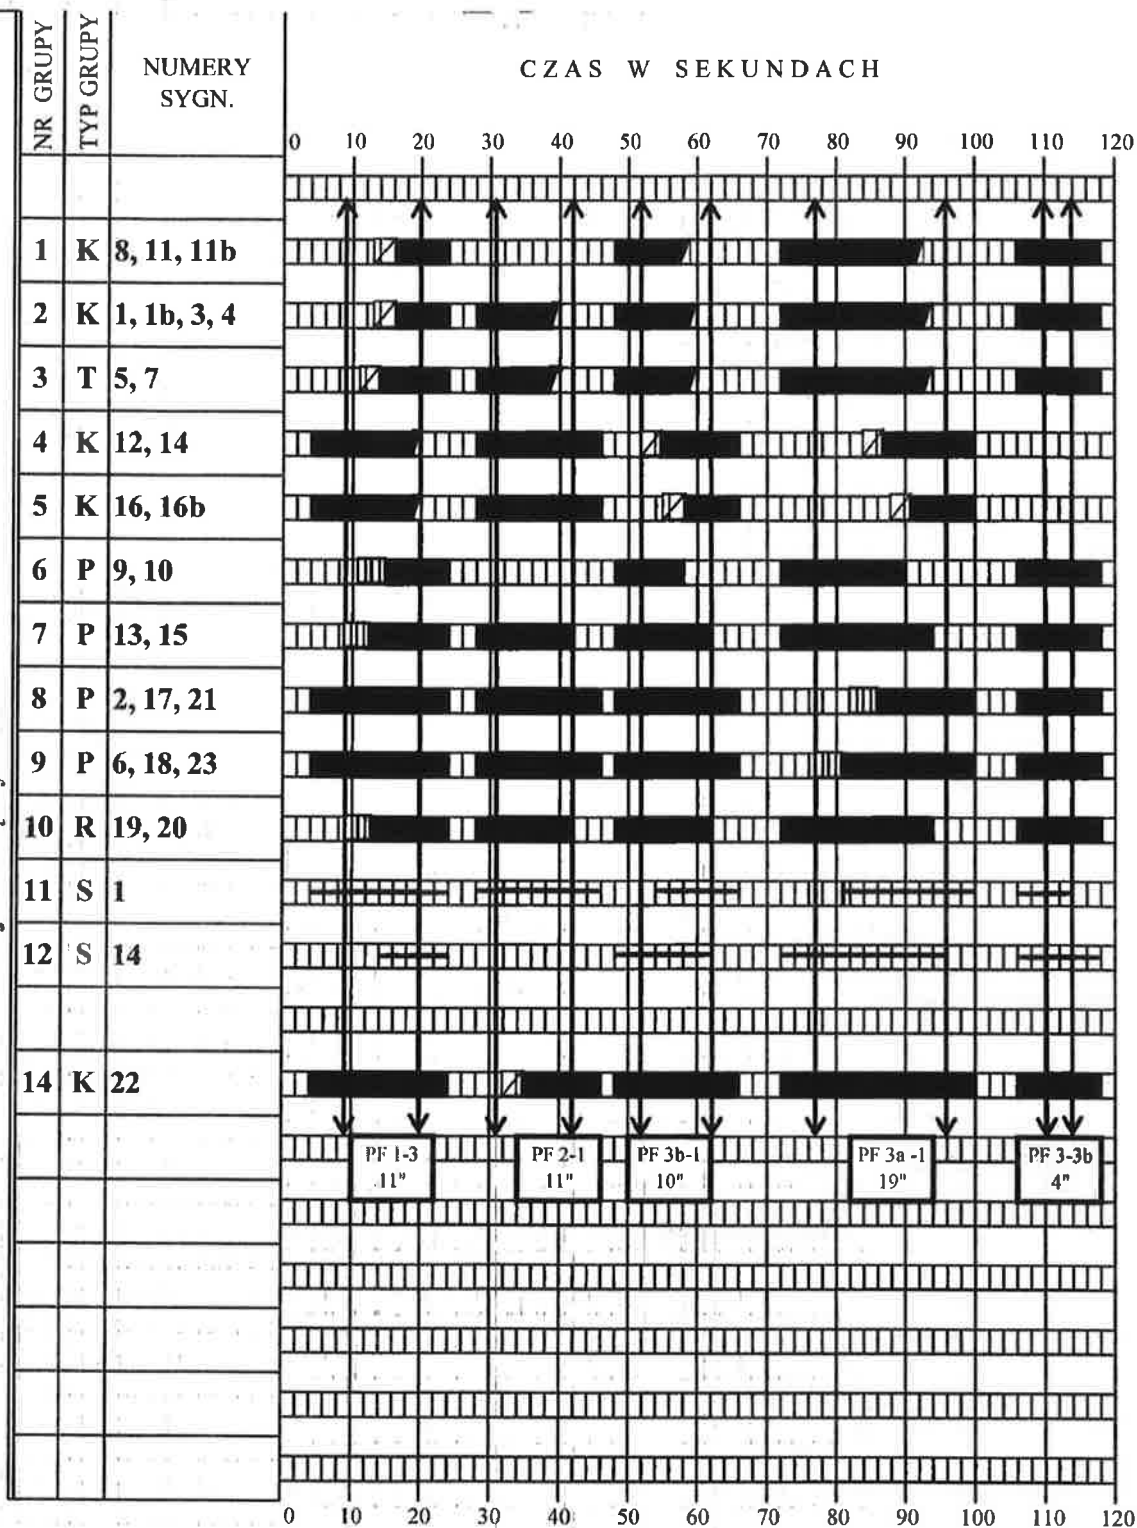 NR GRUPY
TYP GRUPY
NUMERY
SYGN.
CZAS W SEKUNDACH
0 10 20 30 40 50 60 70 80 90 100 110 120
1 K 8, 11, 11b
2 K 1, 1b, 3, 4
3 T 5, 7
4 K 12, 14
5 K 16, 16b
6 P 9, 10
7 P 13, 15
8 P 2, 17, 21
9 P 6, 18, 23
10 R 19, 20
11 S 1
12 S 14
14 K 22
PF 1-3 PF 2-1 PF 3b-1 PF 3a -1 PF 3-3b
11" 11" 10" 19" 4"
0 10 20 30 40 50 60 70 80 90 100 110 120